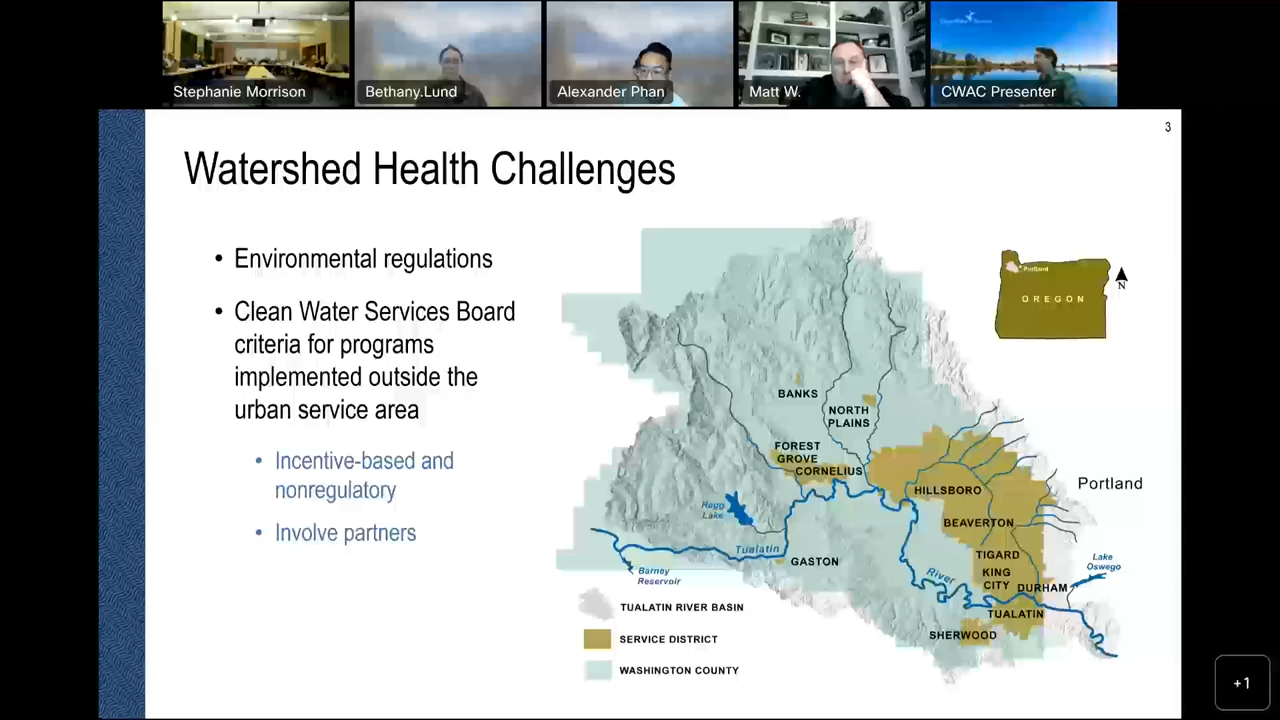 Stephanie Morrison
Bethany.Lund
Alexander Phan
Matt W.
CWAC Presenter
3
Watershed Health Challenges
• Environmental regulations
• Clean Water Services Board
criteria for programs
implemented outside the
urban service area
• Incentive-based and
nonregulatory
• Involve partners
Portland
OREGON
N
BANKS
NORTH
PLAINS
FOREST
GROVE
CORNELIUS
HILLSBORO
Portland
Hagg
Lake
BEAVERTON
Tualatin
GASTON
TIGARD
KING
CITY
DURHAM
Lake
Oswego
Barney
Reservoir
River
TUALATIN
SHERWOOD
TUALATIN RIVER BASIN
SERVICE DISTRICT
WASHINGTON COUNTY
+1